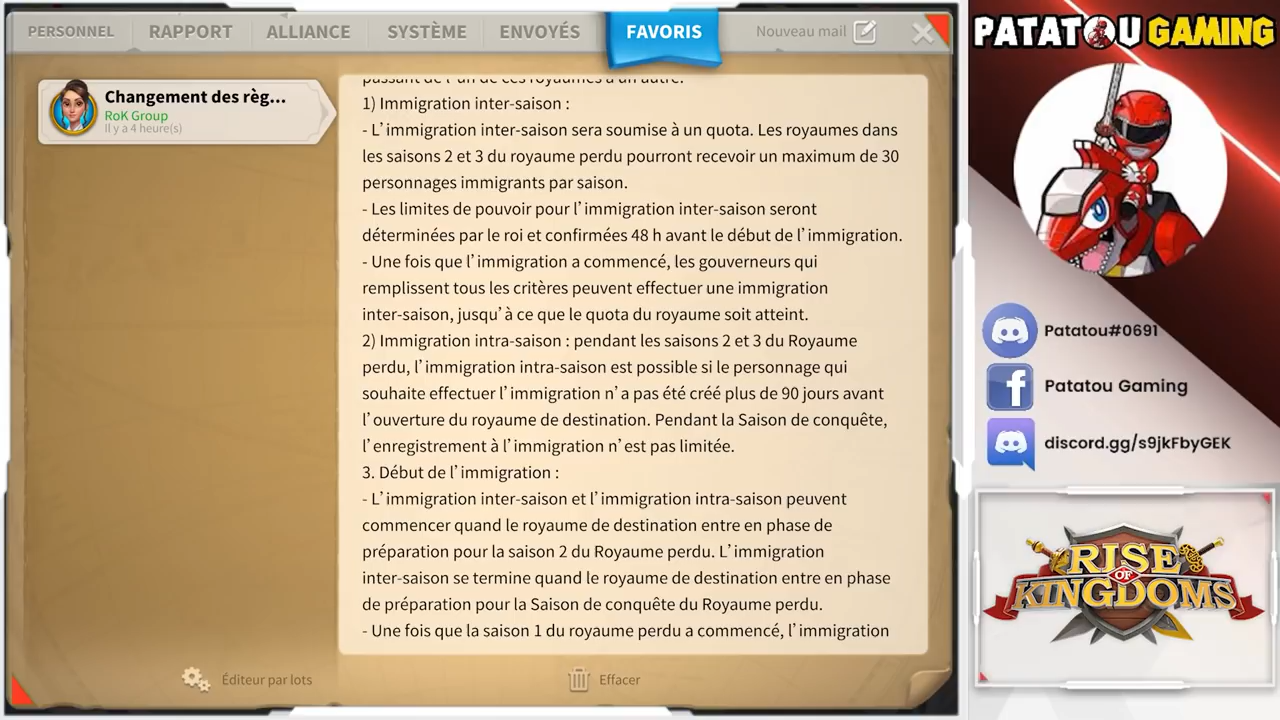 PERSONNEL
RAPPORT
ALLIANCE
SYSTÈME
ENVOYÉS
FAVORIS
Nouveau mail
Changement des règ...
RoK Group
Il y a 4 heure(s)
passant de l'un de ces royaumes à un autre.
1) Immigration inter-saison :
- L'immigration inter-saison sera soumise à un quota. Les royaumes dans
les saisons 2 et 3 du royaume perdu pourront recevoir un maximum de 30
personnages immigrants par saison.
- Les limites de pouvoir pour l'immigration inter-saison seront
déterminées par le roi et confirmées 48 h avant le début de l'immigration.
- Une fois que l'immigration a commencé, les gouverneurs qui
remplissent tous les critères peuvent effectuer une immigration
inter-saison, jusqu'à ce que le quota du royaume soit atteint.
2) Immigration intra-saison : pendant les saisons 2 et 3 du Royaume
perdu, l'immigration intra-saison est possible si le personnage qui
souhaite effectuer l'immigration n'a pas été créé plus de 90 jours avant
l'ouverture du royaume de destination. Pendant la Saison de conquête,
l'enregistrement à l'immigration n'est pas limitée.
3. Début de l'immigration :
- L'immigration inter-saison et l'immigration intra-saison peuvent
commencer quand le royaume de destination entre en phase de
préparation pour la saison 2 du Royaume perdu. L'immigration
inter-saison se termine quand le royaume de destination entre en phase
de préparation pour la Saison de conquête du Royaume perdu.
- Une fois que la saison 1 du royaume perdu a commencé, l'immigration
Éditeur par lots
Effacer
PATATOU GAMING
Patatou#0691
Patatou Gaming
discord.gg/s9jkFbyGEK
RISE
OF
KINGDOMS